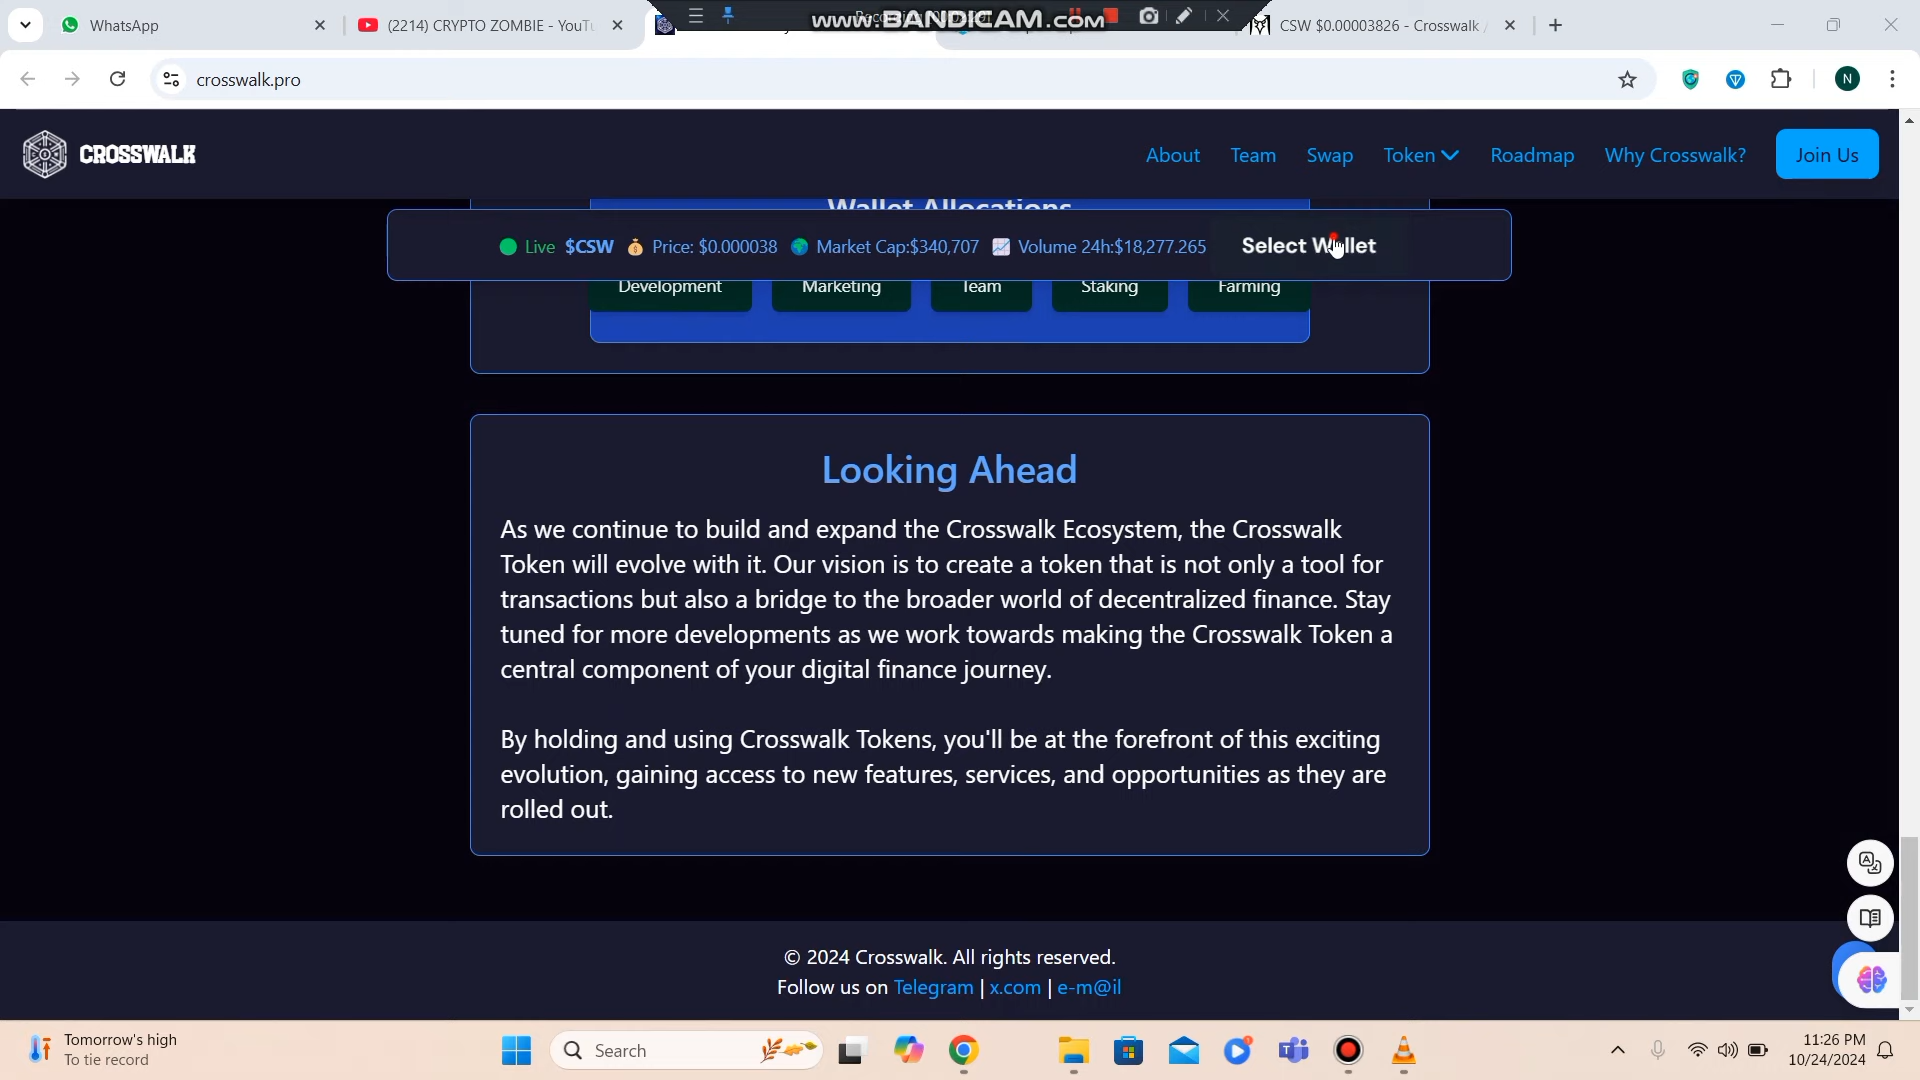 WhatsApp
(2214) CRYPTO ZOMBIE - YouTu
www.BANDICAM.com
CSW $0.00003826 - Crosswalk /
crosswalk.pro
N
CROSSWALK
About
Team
Swap
Token
Roadmap
Why Crosswalk?
Join Us
Wallet Allocations
Live $CSW Price: $0.000038 Market Cap:$340,707 Volume 24h:$18,277.265 Select Wallet
Development
Marketing
Team
Staking
Farming
Looking Ahead
As we continue to build and expand the Crosswalk Ecosystem, the Crosswalk
Token will evolve with it. Our vision is to create a token that is not only a tool for
transactions but also a bridge to the broader world of decentralized finance. Stay
tuned for more developments as we work towards making the Crosswalk Token a
central component of your digital finance journey.
By holding and using Crosswalk Tokens, you'll be at the forefront of this exciting
evolution, gaining access to new features, services, and opportunities as they are
rolled out.
© 2024 Crosswalk. All rights reserved.
Follow us on Telegram | x.com | e-m@il
Tomorrow's high
To tie record
Search
11:26 PM
10/24/2024